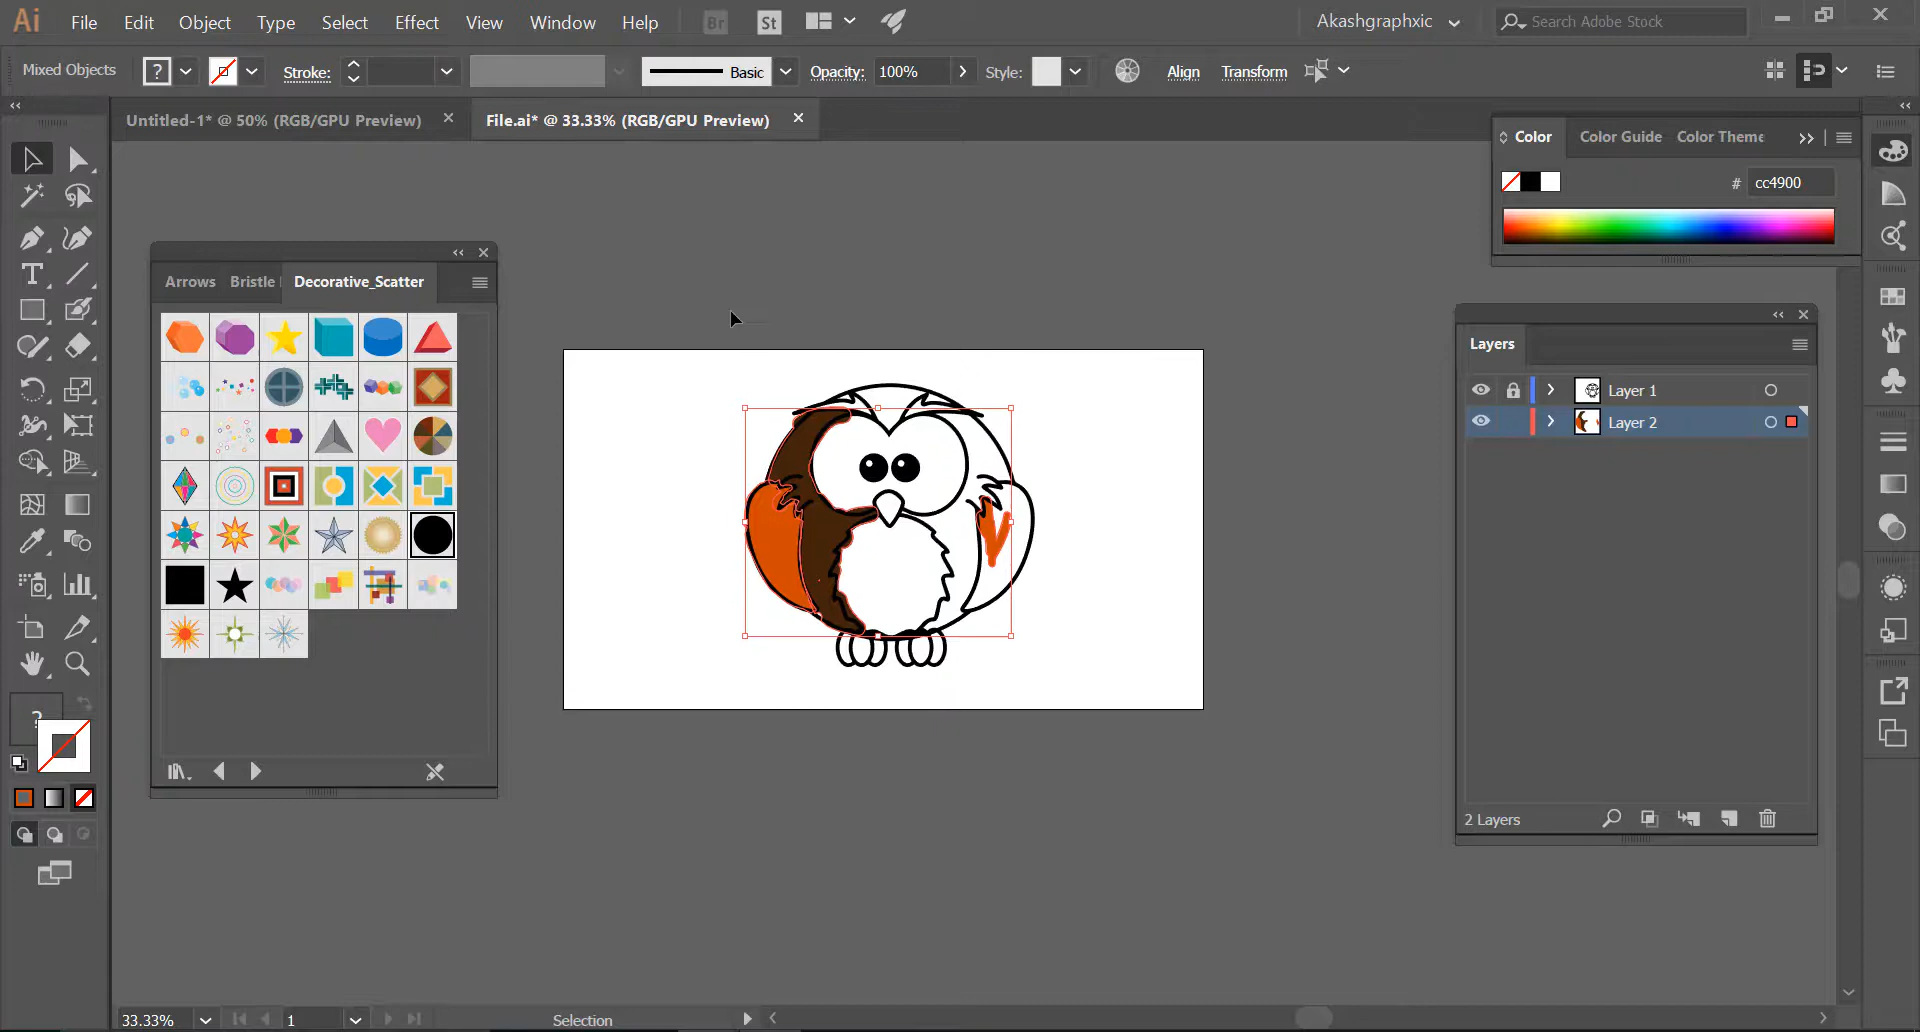 Ai File Edit Object Type Select Effect View Window Help Br St Akashgraphxic Search Adobe Stock
Mixed Objects ? Stroke: Basic Opacity: 100% Style: Align Transform
Untitled-1* @ 50% (RGB/GPU Preview) File.ai* @ 33.33% (RGB/GPU Preview)
Color Color Guide Color Theme
# cc4900
Arrows Bristle Decorative_Scatter
Layers
Layer 1
Layer 2
?
2 Layers
33.33% 1 Selection